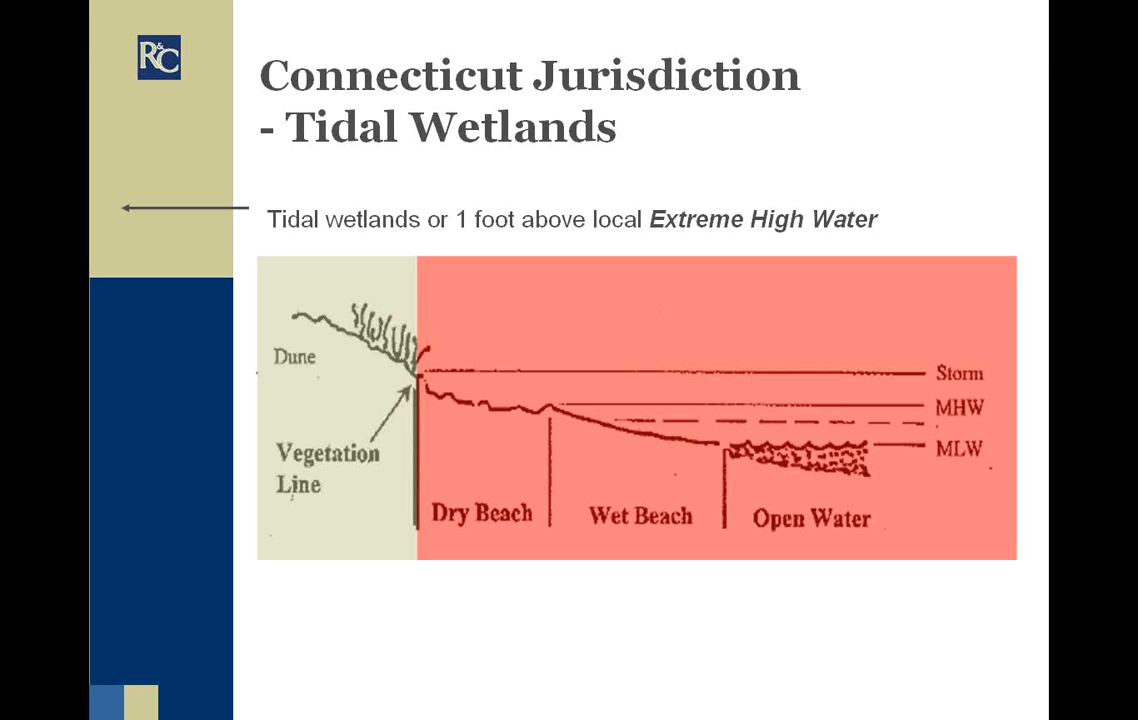 R&C
Connecticut Jurisdiction
- Tidal Wetlands
Tidal wetlands or 1 foot above local Extreme High Water
Dune
Storm
MHW
Vegetation
Line
MLW
Dry Beach
Wet Beach
Open Water